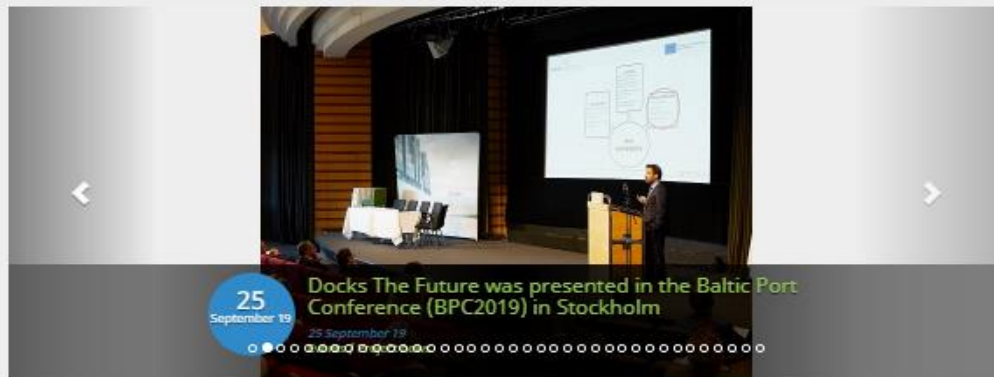 25
September 19
Docks The Future was presented in the Baltic Port
Conference (BPC2019) in Stockholm
25 September 19